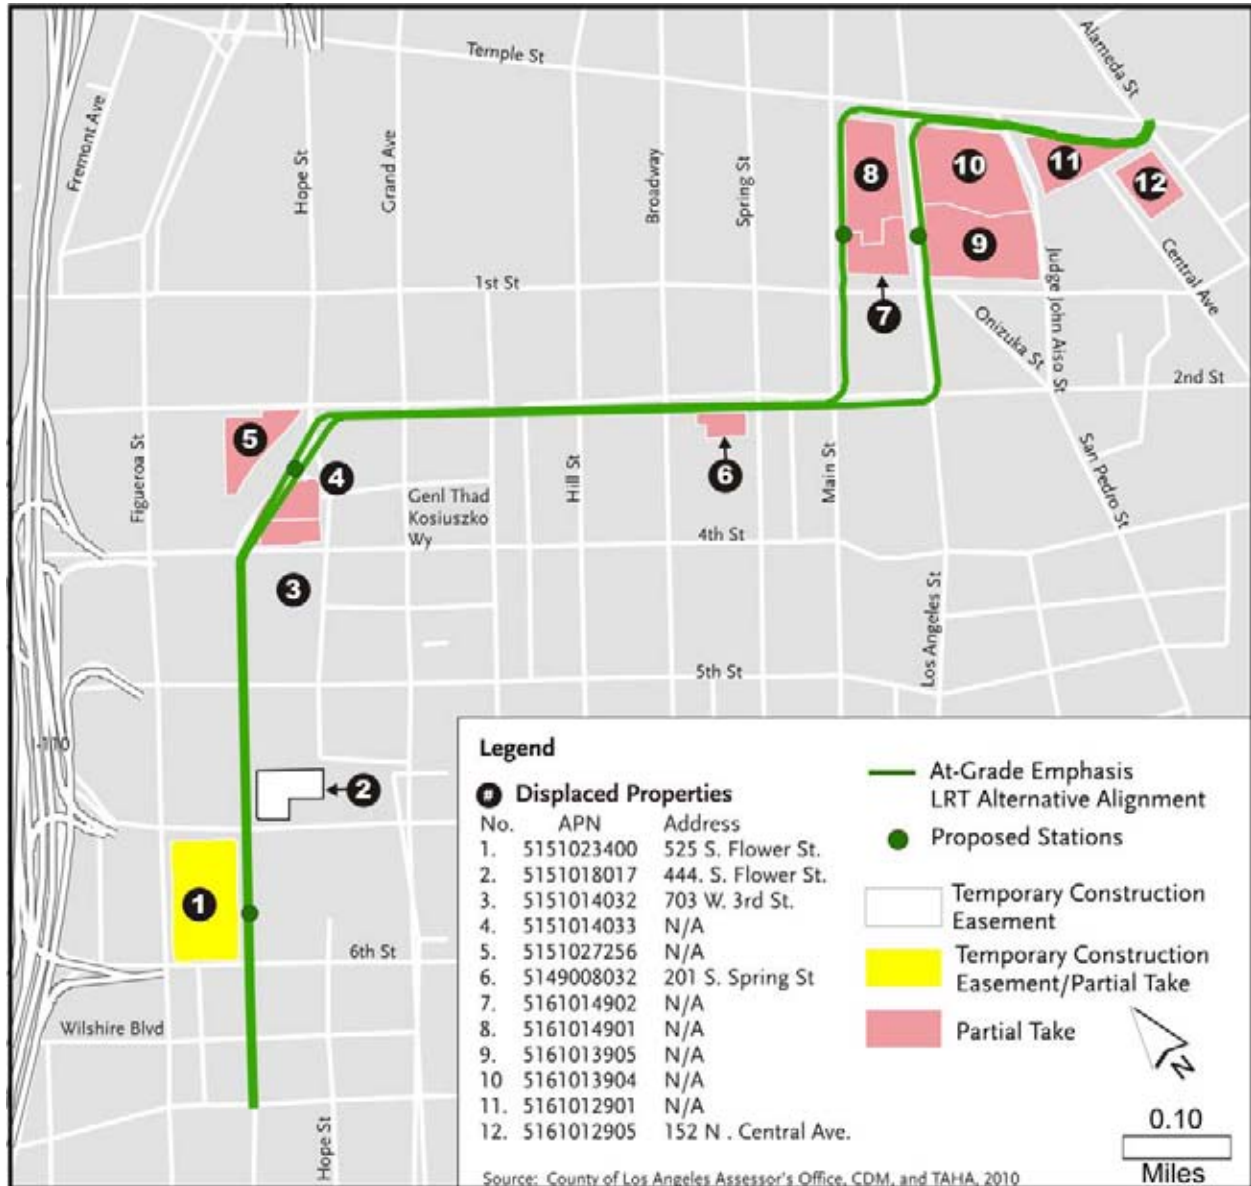 Temple St
Alameda St
Fremont Ave
Hope St
Grand Ave
Broadway
Spring St
8
10
11
12
9
Judge John Aiso St
Central Ave
1st St
7
Onizuka St
2nd St
5
4
6
Figueroa St
Genl Thad
Kosiuszko
Wy
Hill St
Main St
San Pedro St
4th St
3
Los Angeles St
5th St
I-110
2
1
6th St
Wilshire Blvd
Hope St
Legend
# Displaced Properties
No. APN Address
1. 5151023400 525 S. Flower St.
2. 5151018017 444. S. Flower St.
3. 5151014032 703 W. 3rd St.
4. 5151014033 N/A
5. 5151027256 N/A
6. 5149008032 201 S. Spring St
7. 5161014902 N/A
8. 5161014901 N/A
9. 5161013905 N/A
10 5161013904 N/A
11. 5161012901 N/A
12. 5161012905 152 N . Central Ave.
At-Grade Emphasis
LRT Alternative Alignment
Proposed Stations
Temporary Construction
Easement
Temporary Construction
Easement/Partial Take
Partial Take
N
0.10
Miles
Source: County of Los Angeles Assessor's Office, CDM, and TAHA, 2010